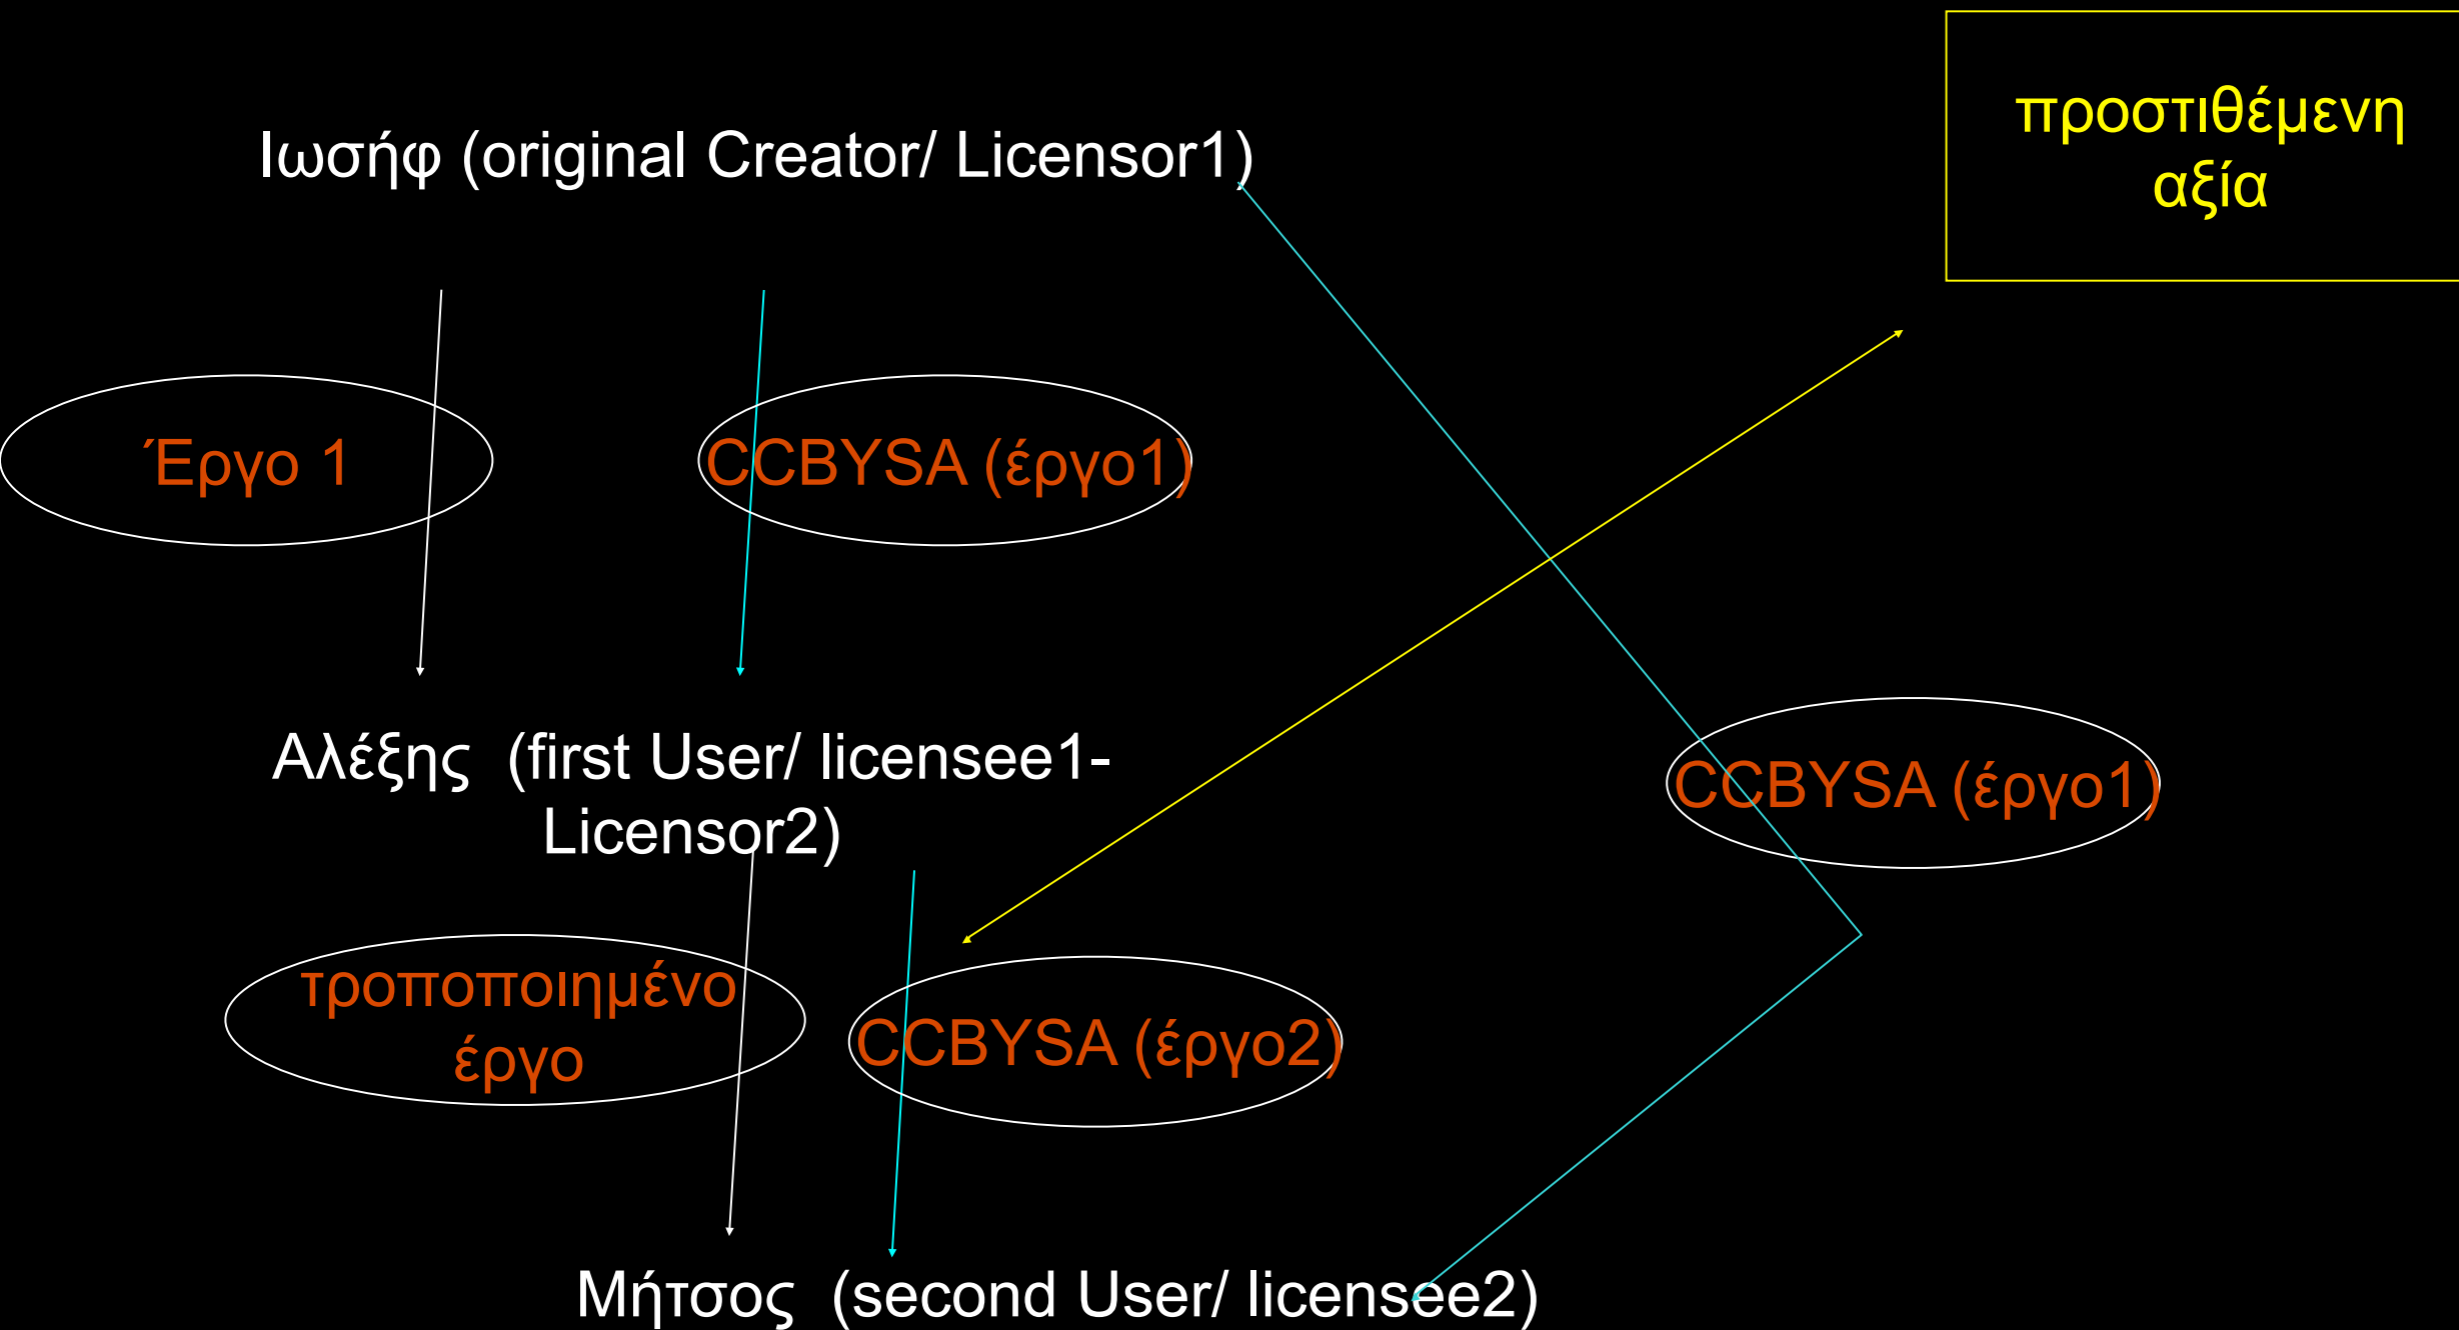 Ιωσήφ (original Creator/ Licensor1)
προστιθέμενη
αξία
Έργο 1
CCBYSA (έργο1)
Αλέξης (first User/ licensee1-
Licensor2)
CCBYSA (έργο1)
τροποποιημένο
έργο
CCBYSA (έργο2)
Μήτσος (second User/ licensee2)